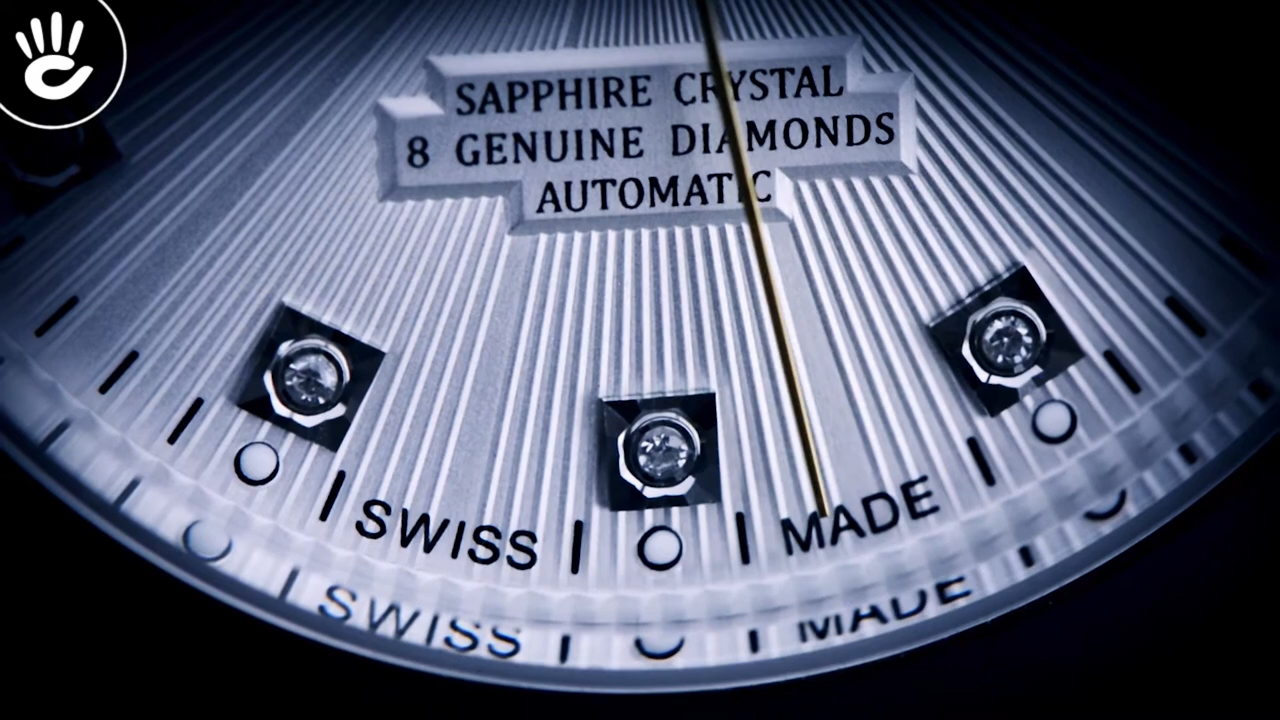 SAPPHIRE CRYSTAL
8 GENUINE DIAMONDS
AUTOMATIC
SWISS MADE
SWISS MADE